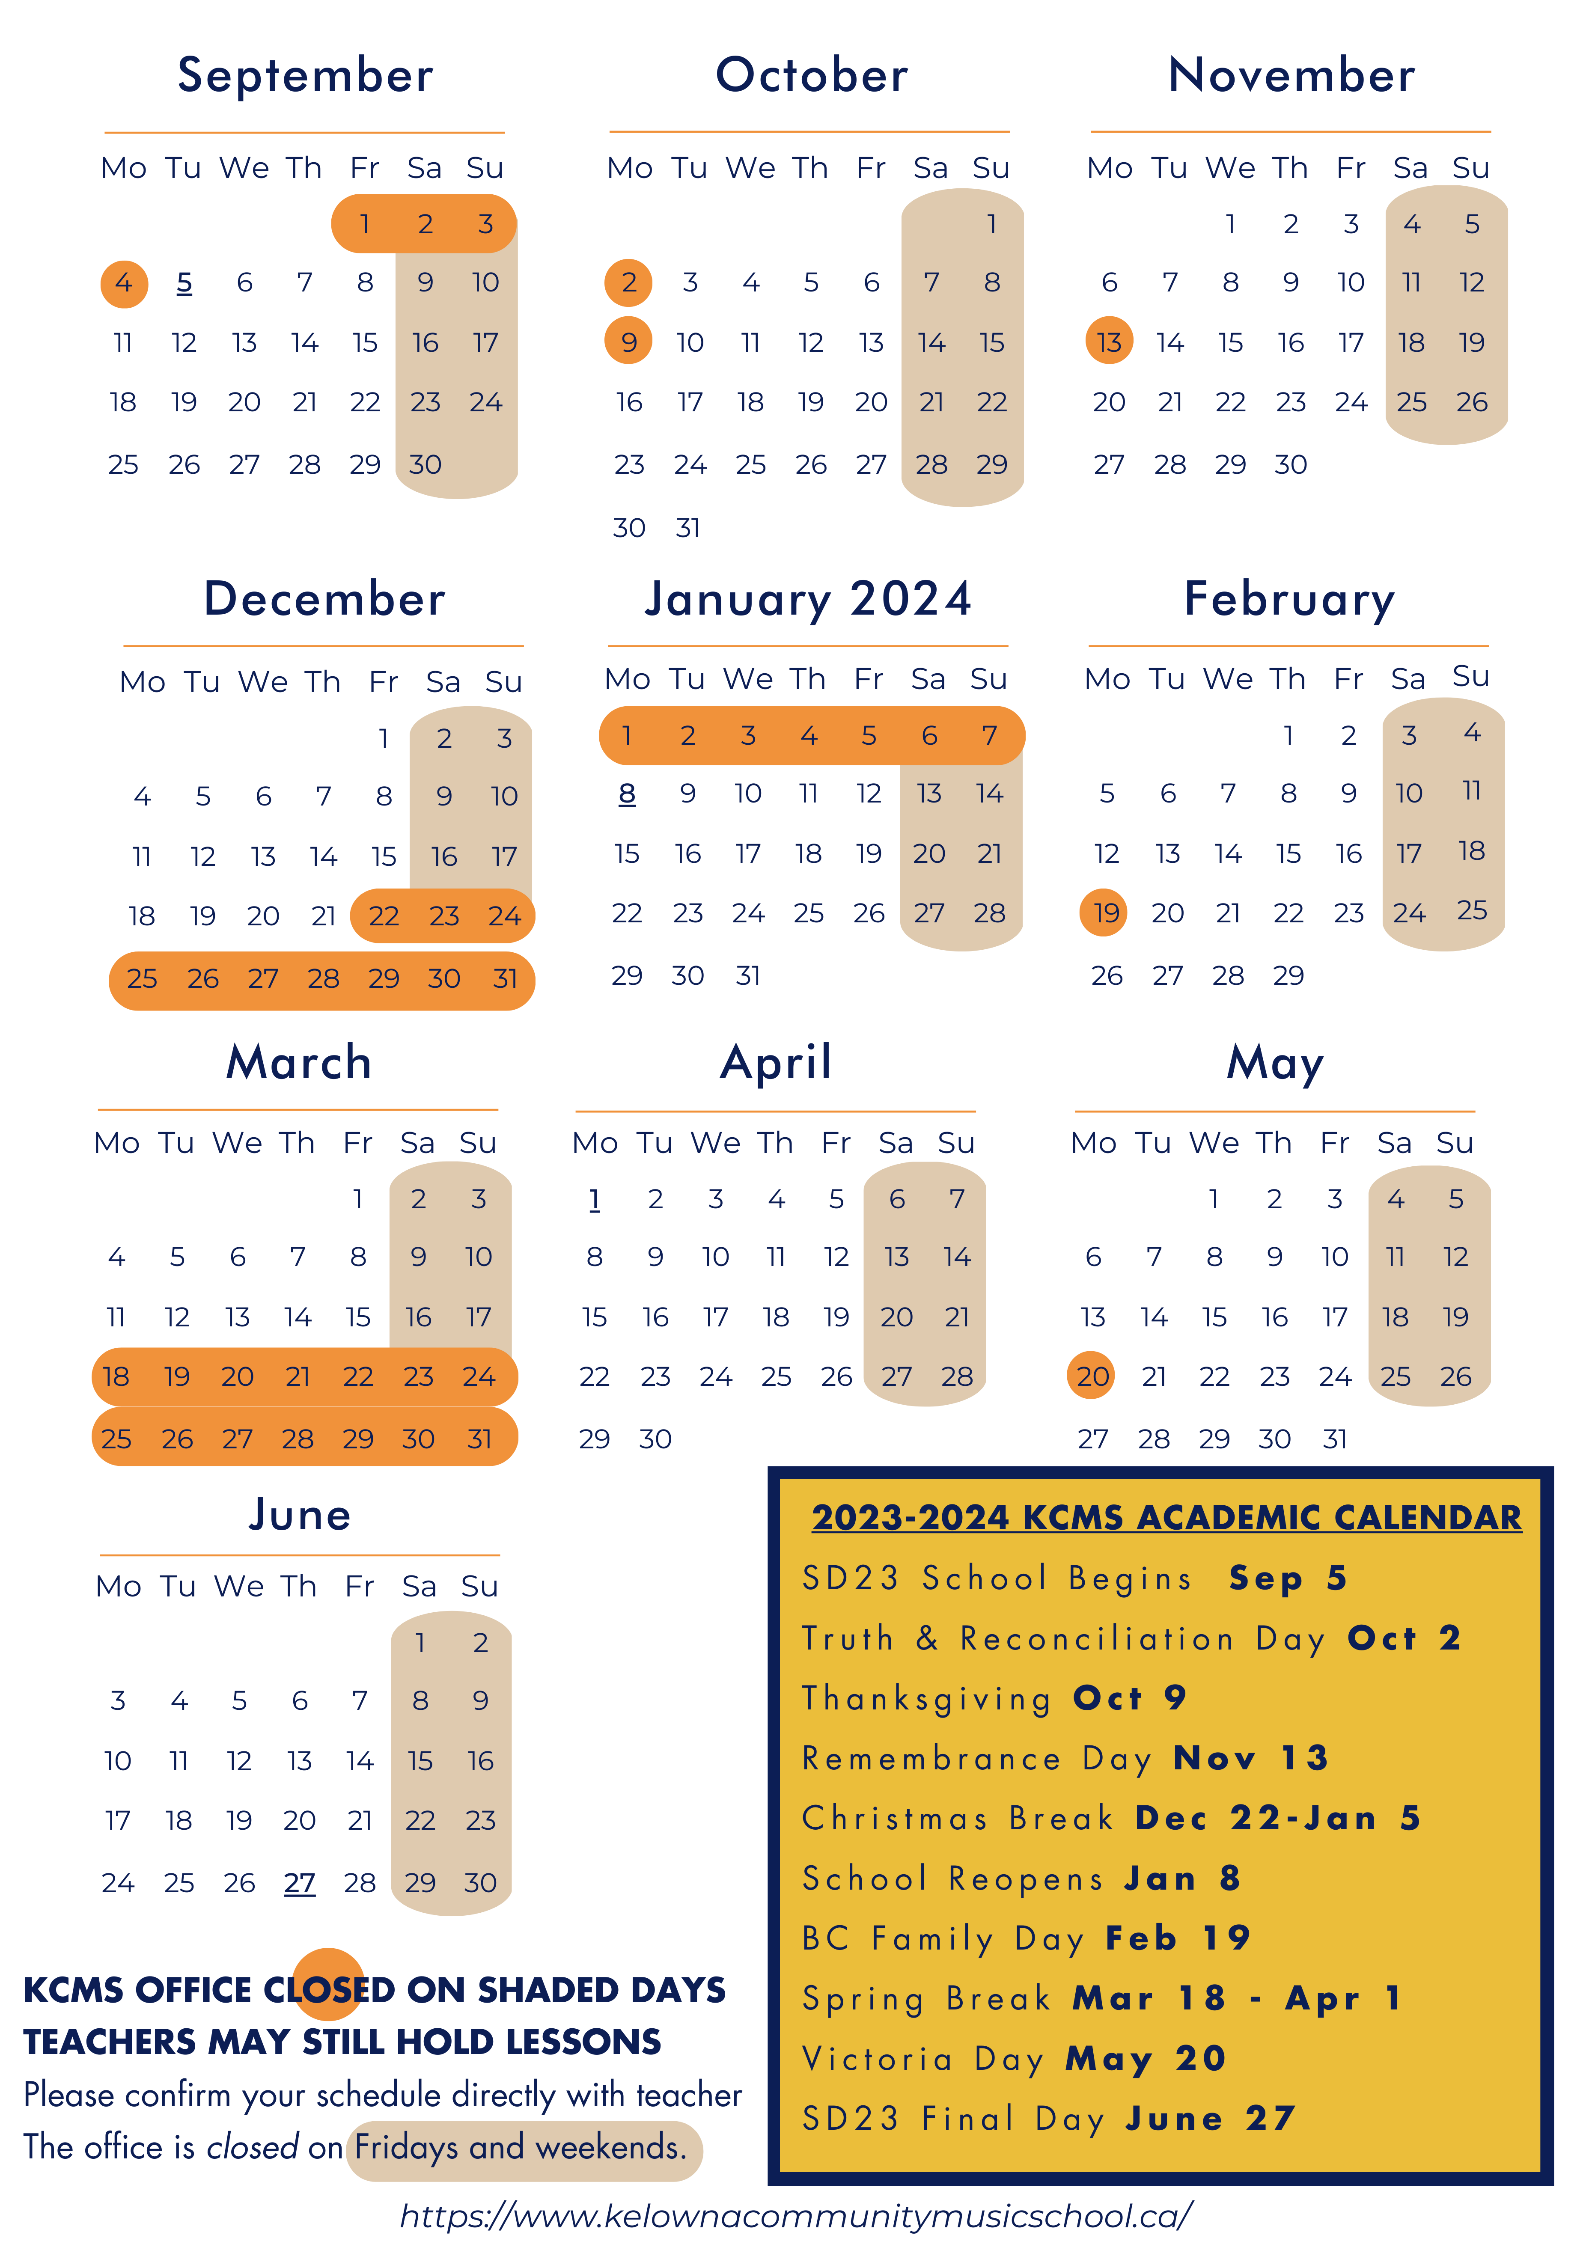 September
Mo Tu We Th Fr Sa Su
1 2 3
4 5 6 7 8 9 10
11 12 13 14 15 16 17
18 19 20 21 22 23 24
25 26 27 28 29 30
October
Mo Tu We Th Fr Sa Su
1
2 3 4 5 6 7 8
9 10 11 12 13 14 15
16 17 18 19 20 21 22
23 24 25 26 27 28 29
30 31
November
Mo Tu We Th Fr Sa Su
1 2 3 4 5
6 7 8 9 10 11 12
13 14 15 16 17 18 19
20 21 22 23 24 25 26
27 28 29 30
December
Mo Tu We Th Fr Sa Su
1 2 3
4 5 6 7 8 9 10
11 12 13 14 15 16 17
18 19 20 21 22 23 24
25 26 27 28 29 30 31
January 2024
Mo Tu We Th Fr Sa Su
1 2 3 4 5 6 7
8 9 10 11 12 13 14
15 16 17 18 19 20 21
22 23 24 25 26 27 28
29 30 31
February
Mo Tu We Th Fr Sa Su
1 2 3 4
5 6 7 8 9 10 11
12 13 14 15 16 17 18
19 20 21 22 23 24 25
26 27 28 29
March
Mo Tu We Th Fr Sa Su
1 2 3
4 5 6 7 8 9 10
11 12 13 14 15 16 17
18 19 20 21 22 23 24
25 26 27 28 29 30 31
April
Mo Tu We Th Fr Sa Su
1 2 3 4 5 6 7
8 9 10 11 12 13 14
15 16 17 18 19 20 21
22 23 24 25 26 27 28
29 30
May
Mo Tu We Th Fr Sa Su
1 2 3 4 5
6 7 8 9 10 11 12
13 14 15 16 17 18 19
20 21 22 23 24 25 26
27 28 29 30 31
June
Mo Tu We Th Fr Sa Su
1 2
3 4 5 6 7 8 9
10 11 12 13 14 15 16
17 18 19 20 21 22 23
24 25 26 27 28 29 30
2023-2024 KCMS ACADEMIC CALENDAR
SD23 School Begins Sep 5
Truth & Reconciliation Day Oct 2
Thanksgiving Oct 9
Remembrance Day Nov 13
Christmas Break Dec 22-Jan 5
School Reopens Jan 8
BC Family Day Feb 19
Spring Break Mar 18 - Apr 1
Victoria Day May 20
SD23 Final Day June 27
KCMS OFFICE CLOSED ON SHADED DAYS
TEACHERS MAY STILL HOLD LESSONS
Please confirm your schedule directly with teacher
The office is closed on Fridays and weekends.
https://www.kelownacommunitymusicschool.ca/